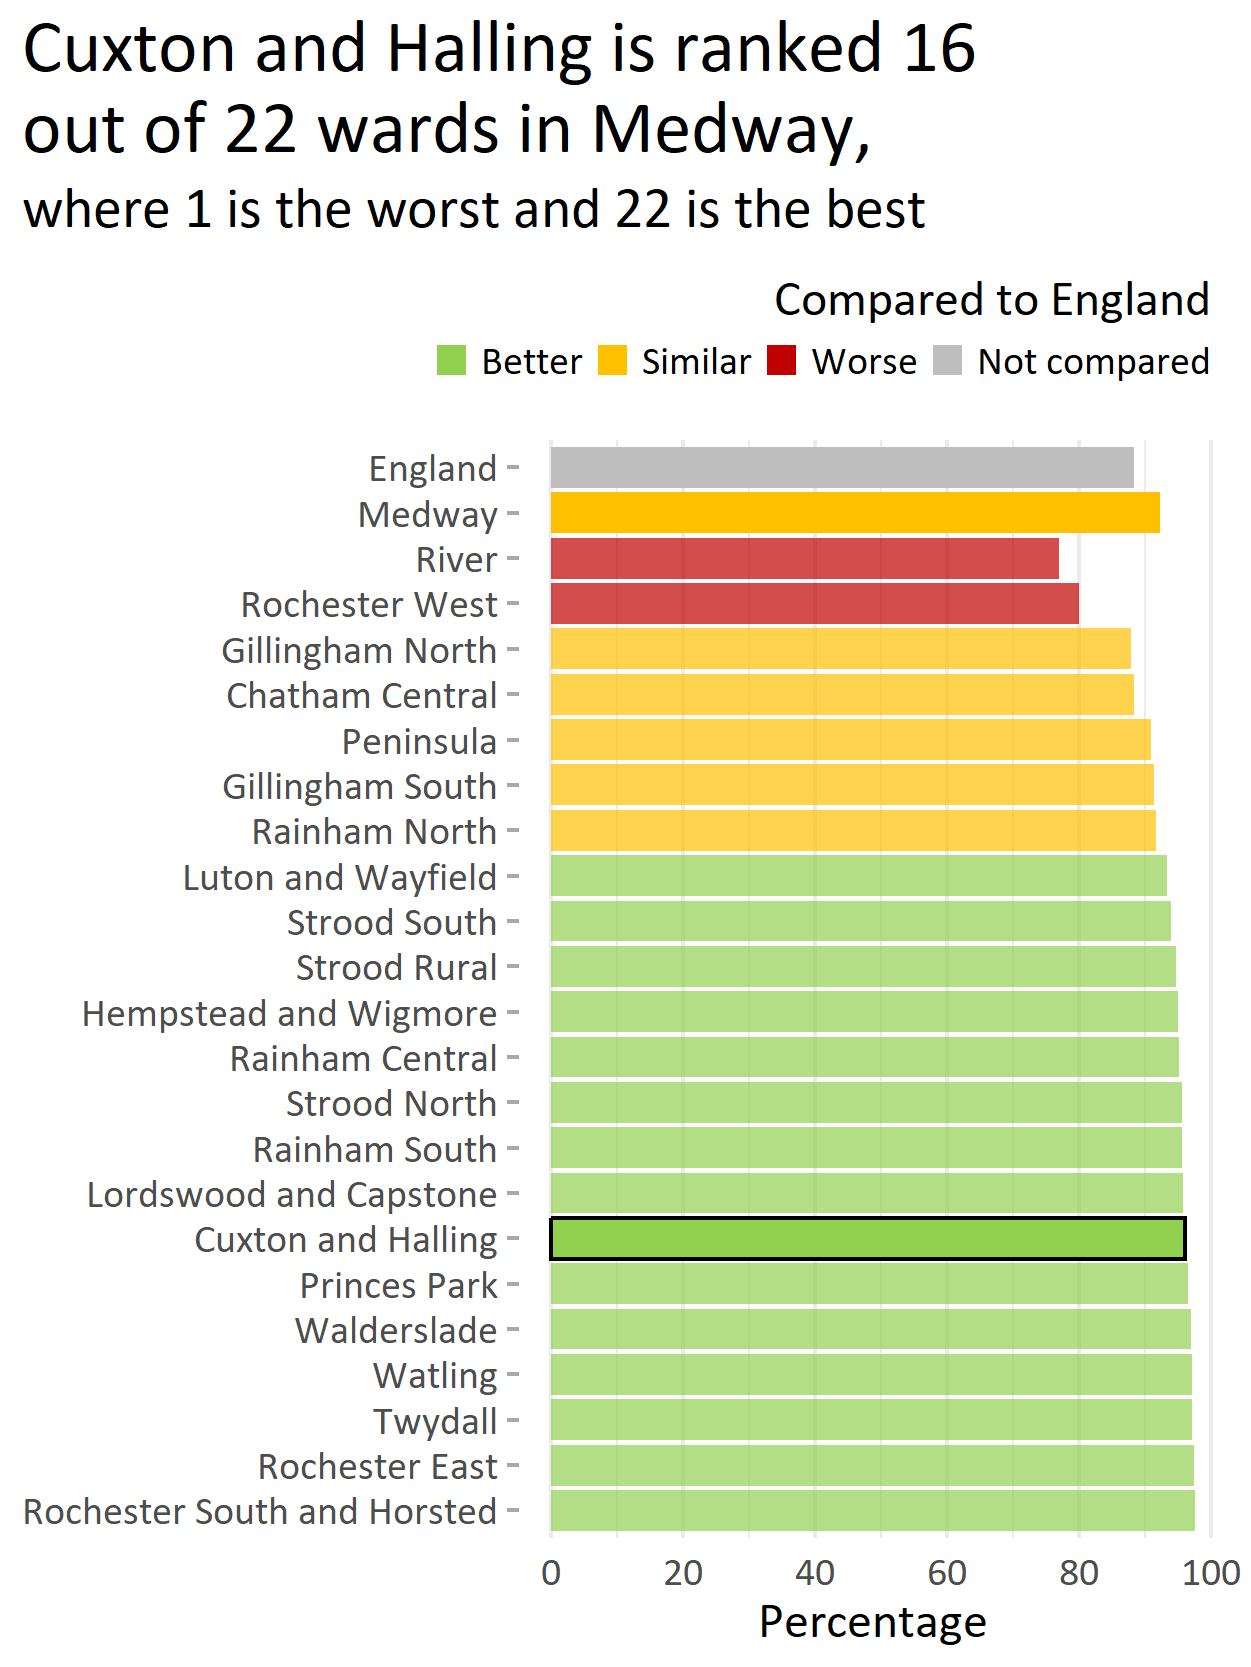 Cuxton and Halling is ranked 16
out of 22 wards in Medway,
where 1 is the worst and 22 is the best
Compared to England
Better Similar Worse Not compared
England
Medway
River
Rochester West
Gillingham North
Chatham Central
Peninsula
Gillingham South
Rainham North
Luton and Wayfield
Strood South
Strood Rural
Hempstead and Wigmore
Rainham Central
Strood North
Rainham South
Lordswood and Capstone
Cuxton and Halling
Princes Park
Walderslade
Watling
Twydall
Rochester East
Rochester South and Horsted
0 20 40 60 80 100
Percentage